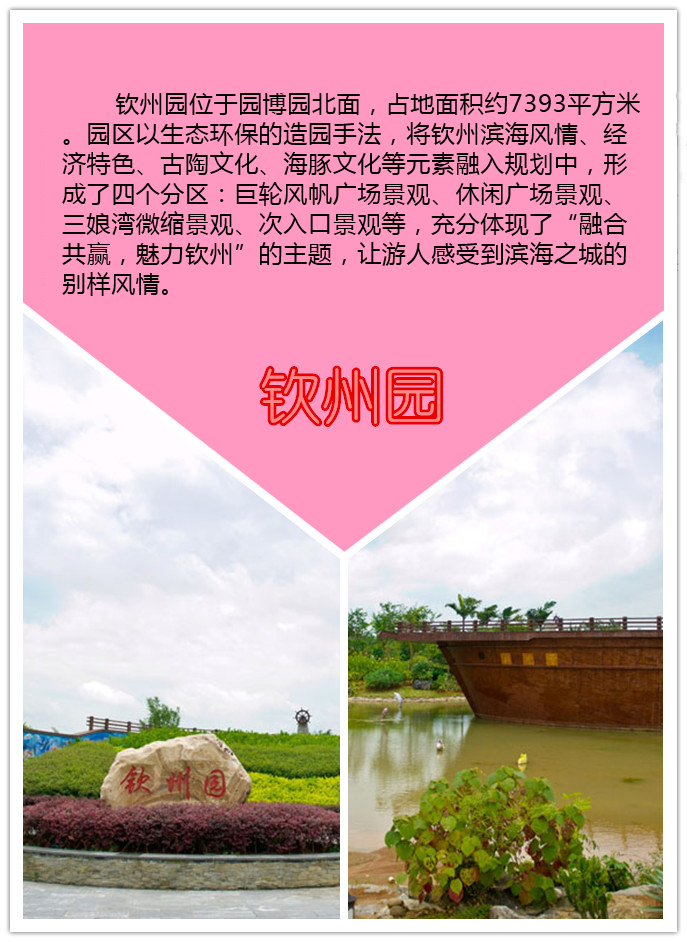 钦州园位于园博园北面，占地面积约7393平方米
。园区以生态环保的造园手法，将钦州滨海风情、经
济特色、古陶文化、海豚文化等元素融入规划中，形
成了四个分区：巨轮风帆广场景观、休闲广场景观、
三娘湾微缩景观、次入口景观等，充分体现了“融合
共赢，魅力钦州”的主题，让游人感受到滨海之城的
别样风情。
钦州园
钦州园